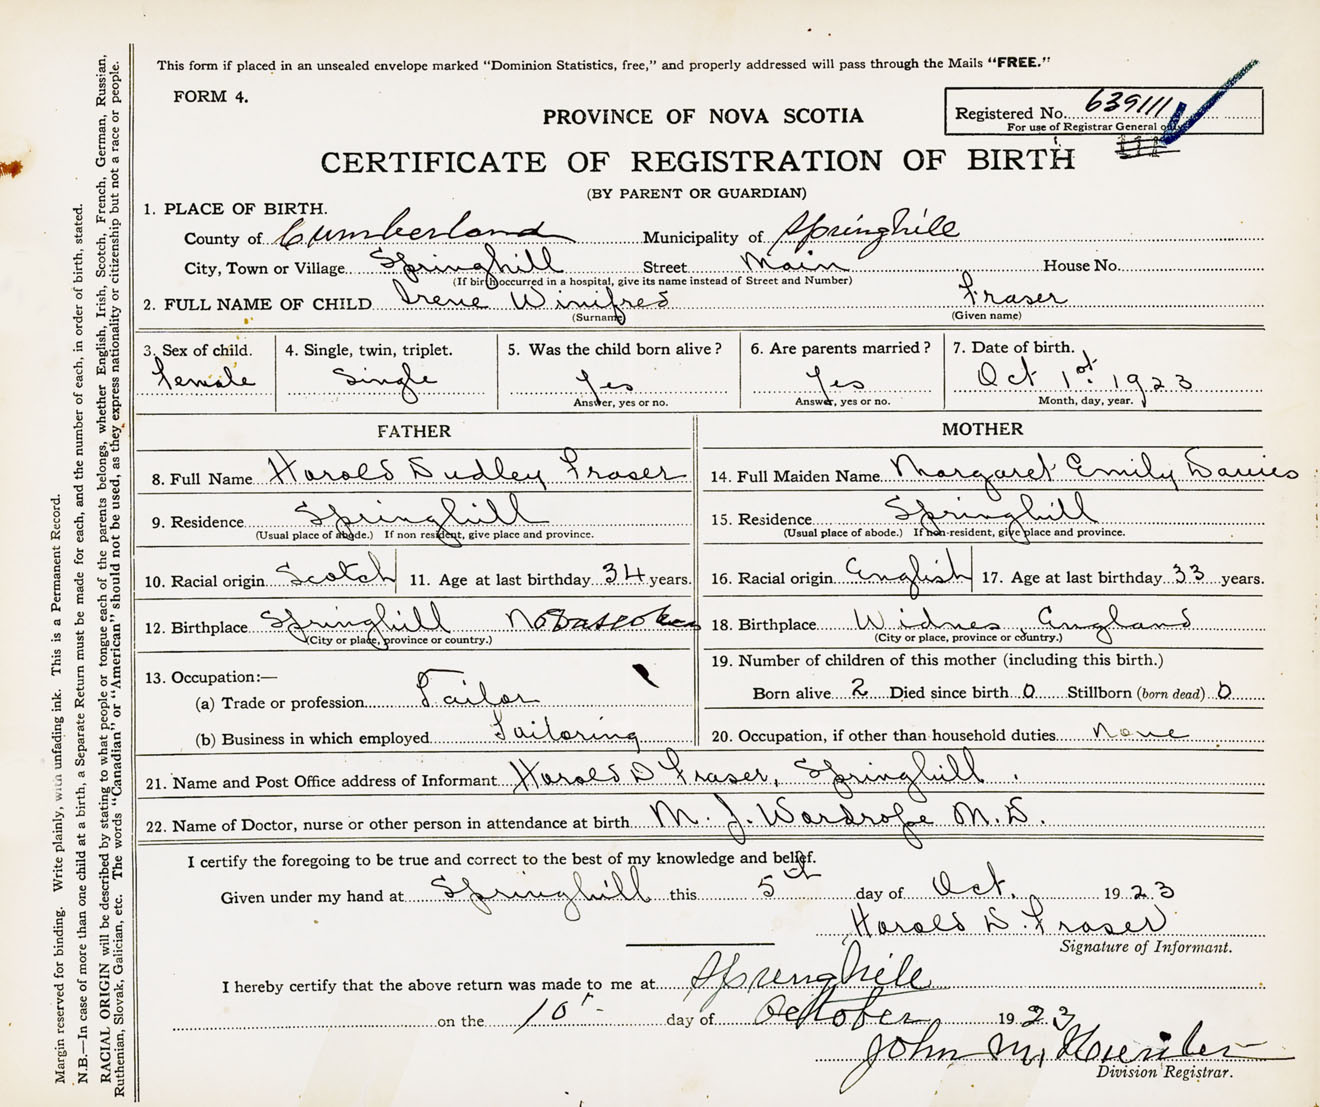 This form if placed in an unsealed envelope marked "Dominion Statistics, free," and properly addressed will pass through the Mails "FREE."
FORM 4.
Registered No. 639111
For use of Registrar General only
PROVINCE OF NOVA SCOTIA
CERTIFICATE OF REGISTRATION OF BIRTH
(BY PARENT OR GUARDIAN)
1. PLACE OF BIRTH.
County of Cumberland Municipality of Springhill
City, Town or Village Springhill Street Main House No.
(If birth occurred in a hospital, give its name instead of Street and Number)
2. FULL NAME OF CHILD Irene Winifred Fraser
(Surname) (Given name)
3. Sex of child. 4. Single, twin, triplet. 5. Was the child born alive? 6. Are parents married? 7. Date of birth.
Female Single Yes Yes Oct 1st. 1923
Answer, yes or no. Answer, yes or no. Month, day, year.
FATHER MOTHER
8. Full Name Harold Dudley Fraser 14. Full Maiden Name Margaret Emily Davies
9. Residence Springhill 15. Residence Springhill
(Usual place of abode.) If non resident, give place and province. (Usual place of abode.) If non-resident, give place and province.
10. Racial origin Scotch 11. Age at last birthday 34 years. 16. Racial origin English 17. Age at last birthday 33 years.
12. Birthplace Springhill Nova Scotia 18. Birthplace Widnes, England
(City or place, province or country.) (City or place, province or country.)
19. Number of children of this mother (including this birth.)
13. Occupation:—
Born alive 2 Died since birth 0 Stillborn (born dead) 0
(a) Trade or profession Tailor
(b) Business in which employed Tailoring 20. Occupation, if other than household duties None
21. Name and Post Office address of Informant Harold D Fraser, Springhill.
22. Name of Doctor, nurse or other person in attendance at birth M. J. Wardrope M.D.
I certify the foregoing to be true and correct to the best of my knowledge and belief.
Given under my hand at Springhill this 5th day of Oct. 1923
Harold D. Fraser
Signature of Informant.
I hereby certify that the above return was made to me at Springhill
on the 10 day of October 1923
John M.
Division Registrar.
Margin reserved for binding. Write plainly, with unfading ink. This is a Permanent Record.
N.B.—In case of more than one child at a birth, a Separate Return must be made for each, and the number of each, in order of birth, stated.
RACIAL ORIGIN will be described by stating to what people or tongue each of the parents belongs, whether English, Irish, Scotch, French, German, Russian,
Ruthenian, Slovak, Galician, etc. The words "Canadian" or "American" should not be used, as they express nationality or citizenship but not a race or people.